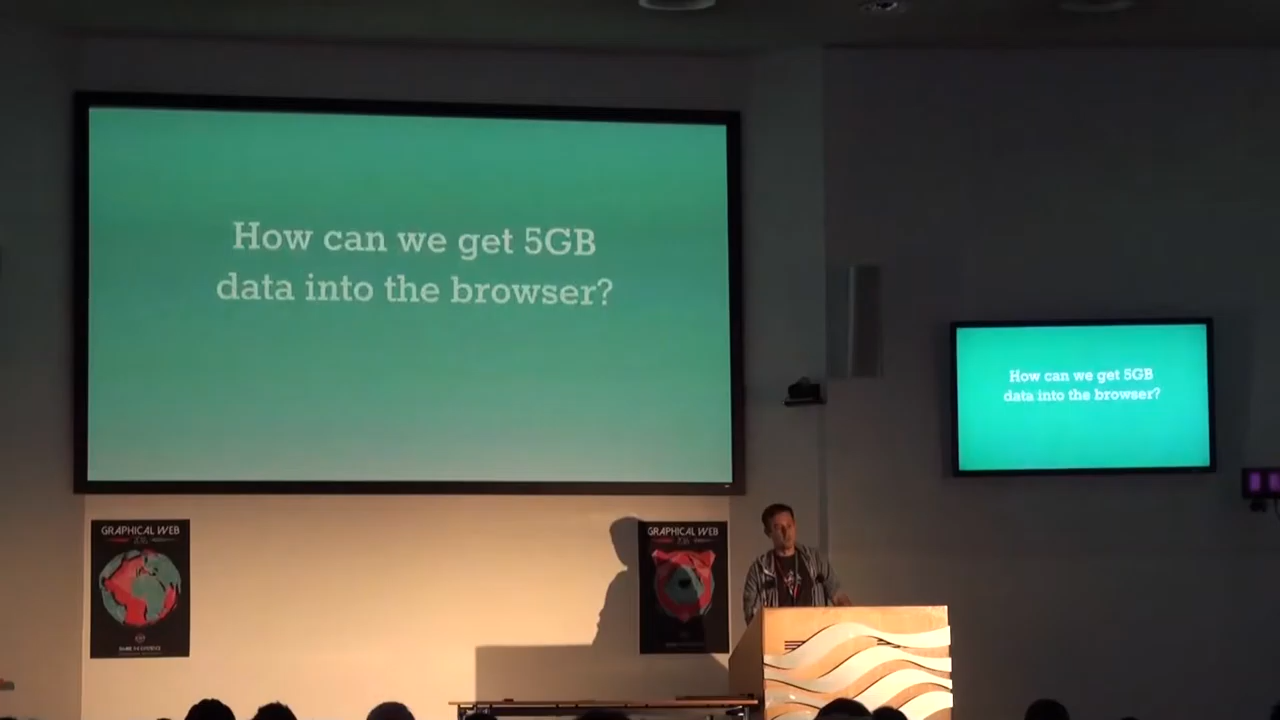 How can we get 5GB
data into the browser?
How can we get 5GB
data into the browser?
GRAPHICAL WEB
GRAPHICAL WEB